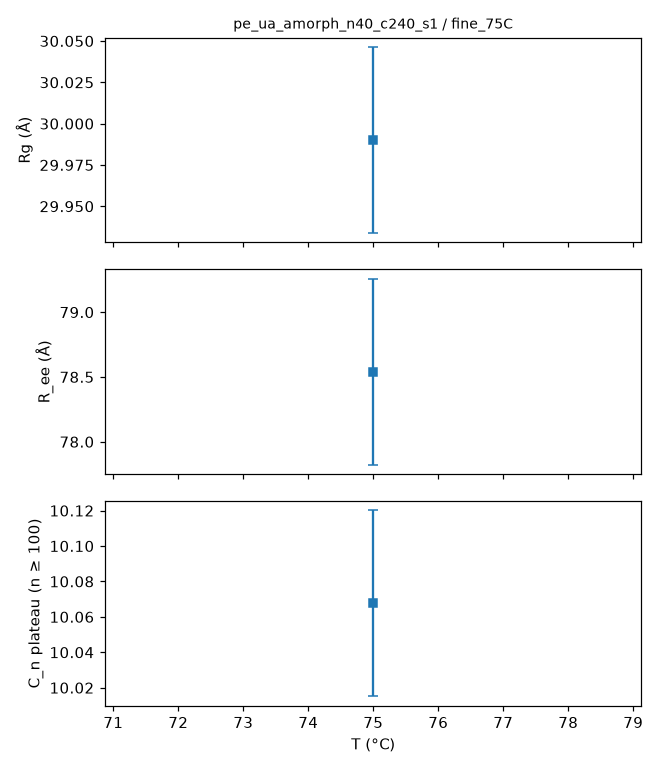 pe_ua_amorph_n40_c240_s1 / fine_75C
30.050
30.025
30.000
29.975
29.950
Rg (Å)
79.0
78.5
78.0
R_ee (Å)
10.12
10.10
10.08
10.06
10.04
10.02
C_n plateau (n ≥ 100)
71 72 73 74 75 76 77 78 79
T (°C)